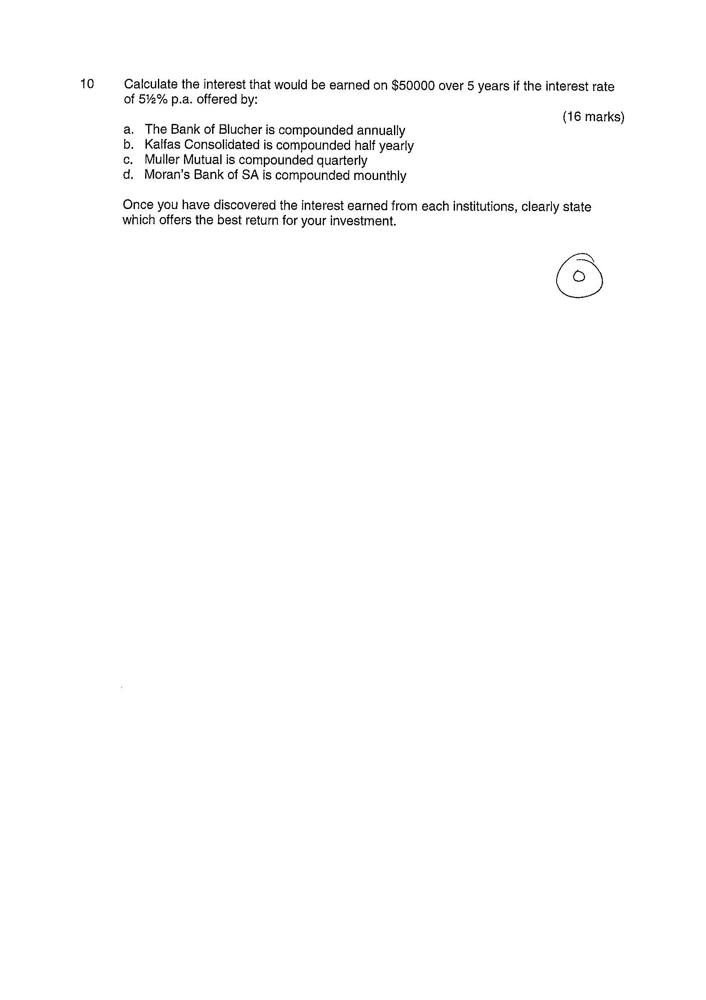 10 Calculate the interest that would be earned on $50000 over 5 years if the interest rate
of 5½% p.a. offered by:
(16 marks)
a. The Bank of Blucher is compounded annually
b. Kalfas Consolidated is compounded half yearly
c. Muller Mutual is compounded quarterly
d. Moran's Bank of SA is compounded mounthly
Once you have discovered the interest earned from each institutions, clearly state
which offers the best return for your investment.
0